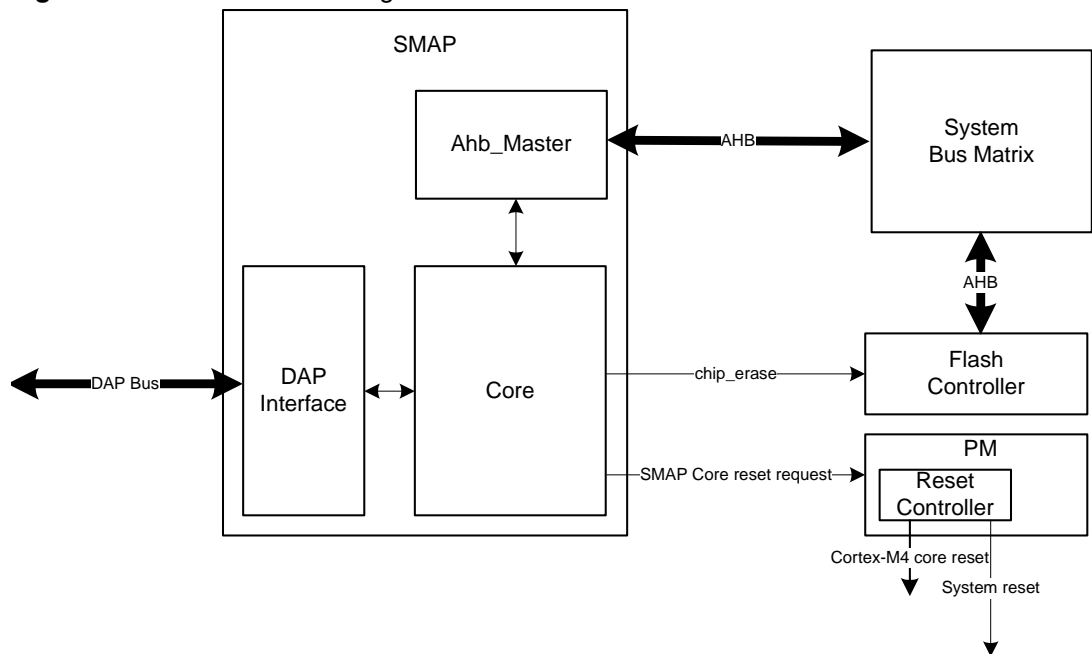 SMAP
Ahb_Master
AHB
System
Bus Matrix
AHB
DAP Bus
DAP
Interface
Core
chip_erase
Flash
Controller
SMAP Core reset request
PM
Reset
Controller
Cortex-M4 core reset
System reset